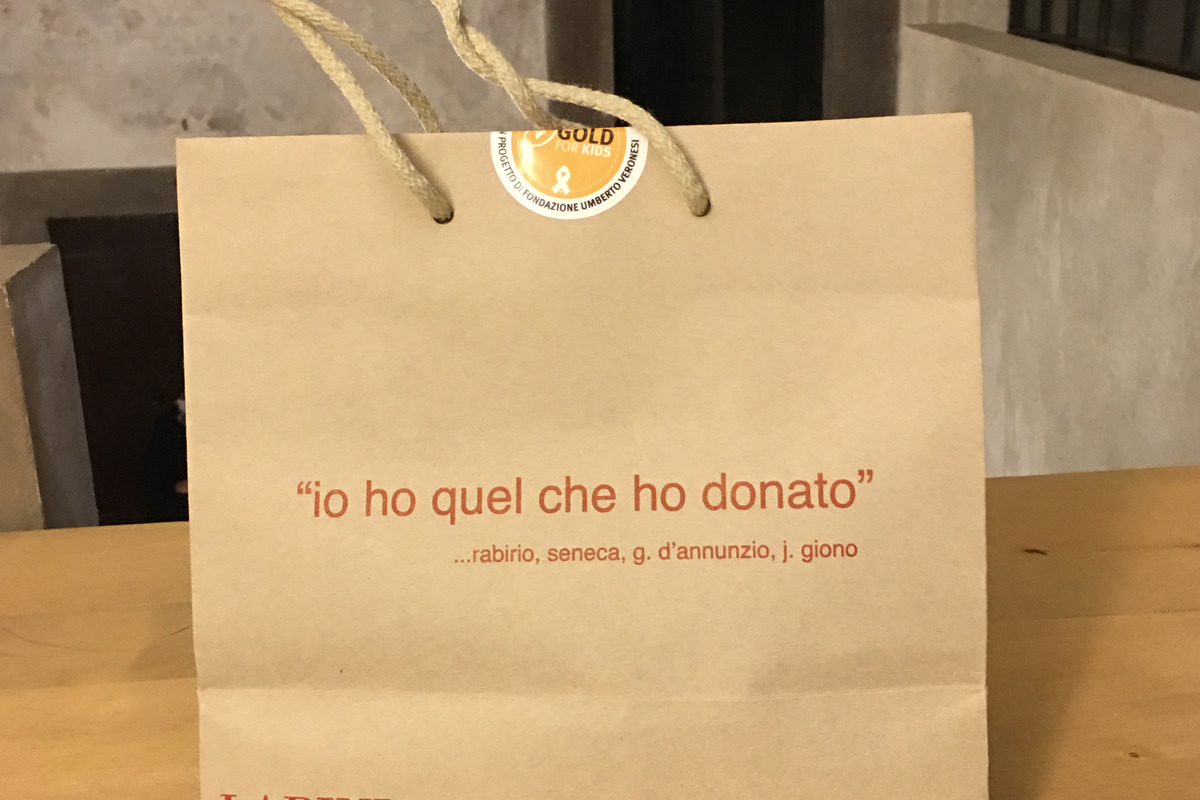 GOLD
FOR KIDS
PROGETTO DI FONDAZIONE UMBERTO VERONESI
“io ho quel che ho donato”
...rabirio, seneca, g. d’annunzio, j. giono